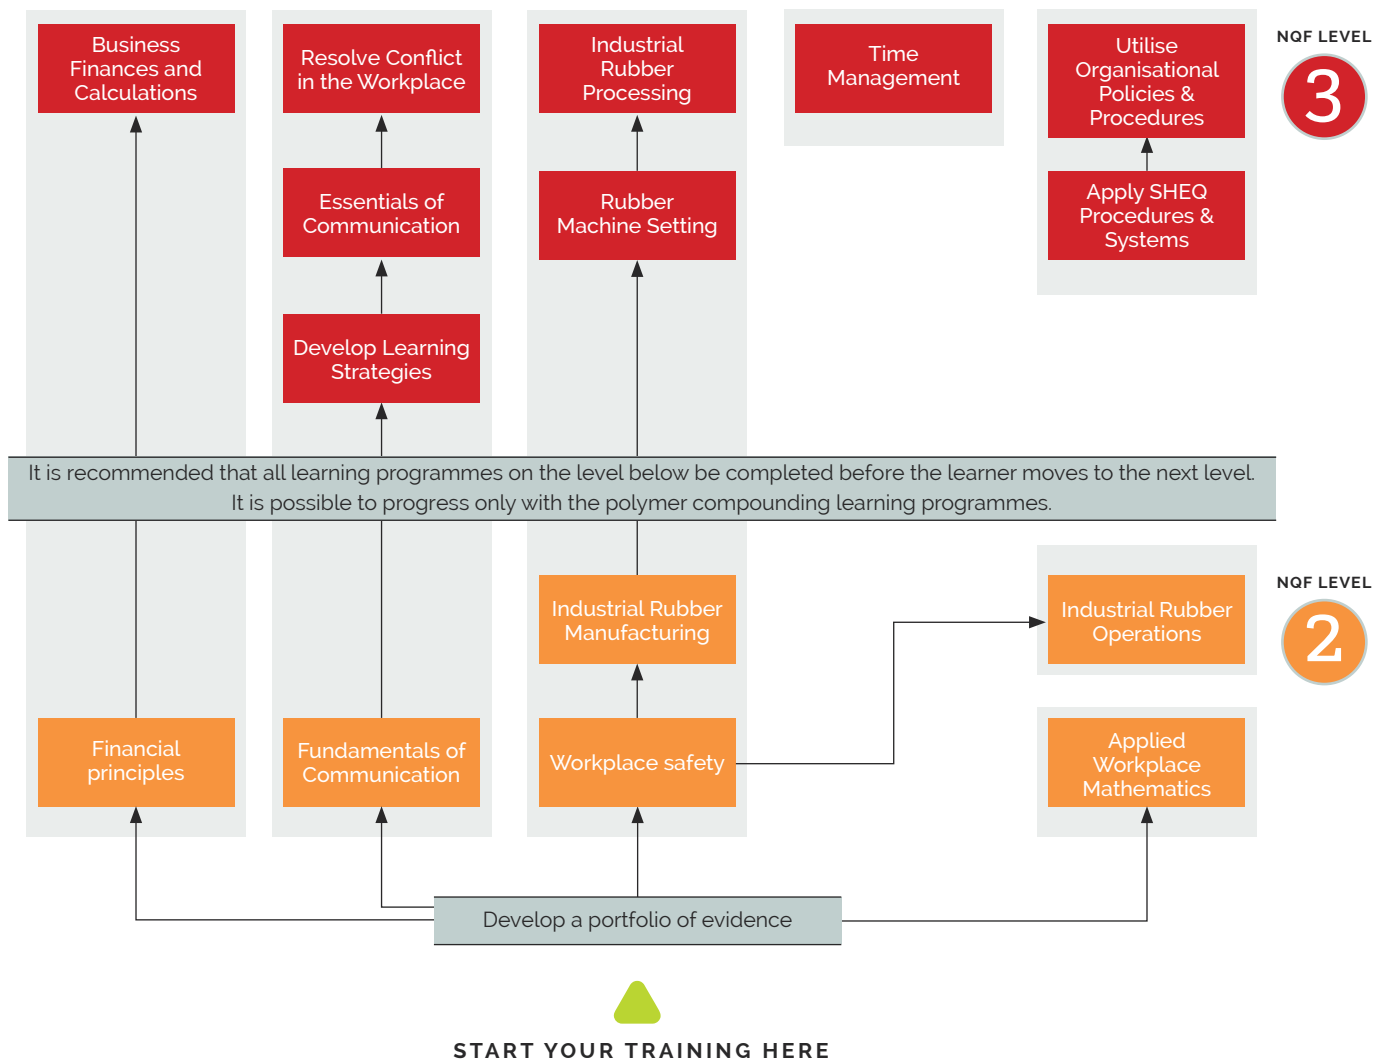 Business
Finances and
Calculations
Resolve Conflict
in the Workplace
Industrial
Rubber
Processing
Time
Management
Utilise
Organisational
Policies &
Procedures
NQF LEVEL
3
Essentials of
Communication
Rubber
Machine Setting
Apply SHEQ
Procedures &
Systems
Develop Learning
Strategies
It is recommended that all learning programmes on the level below be completed before the learner moves to the next level.
It is possible to progress only with the polymer compounding learning programmes.
Industrial Rubber
Manufacturing
Industrial Rubber
Operations
NQF LEVEL
2
Financial
principles
Fundamentals of
Communication
Workplace safety
Applied
Workplace
Mathematics
Develop a portfolio of evidence
START YOUR TRAINING HERE